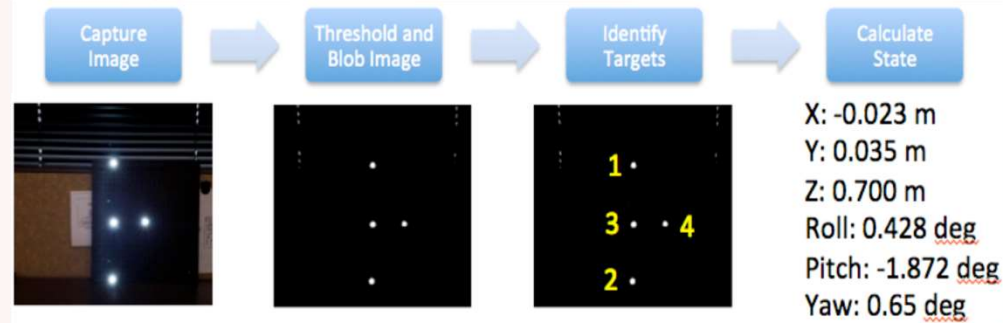 Capture
Image
Threshold and
Blob Image
Identify
Targets
Calculate
State
1
3
4
2
X: -0.023 m
Y: 0.035 m
Z: 0.700 m
Roll: 0.428 deg
Pitch: -1.872 deg
Yaw: 0.65 deg